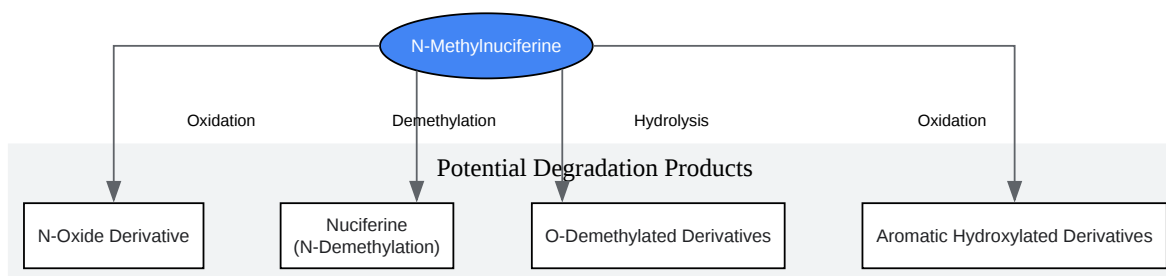 N-Methylnuciferine
Oxidation
Demethylation
Hydrolysis
Oxidation
Potential Degradation Products
N-Oxide Derivative
Nuciferine
(N-Demethylation)
O-Demethylated Derivatives
Aromatic Hydroxylated Derivatives